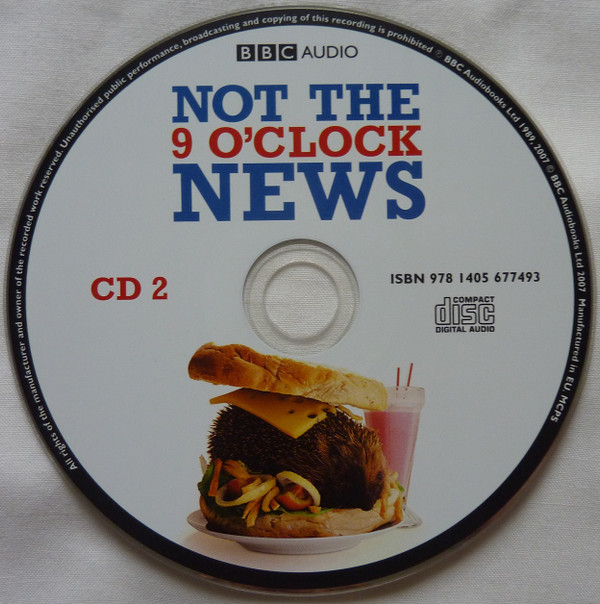 BBC AUDIO
NOT THE
9 O'CLOCK
NEWS
CD 2
ISBN 978 1405 677493
COMPACT
disc
DIGITAL AUDIO
All rights of the manufacturer and owner of the recorded work reserved. Unauthorised public performance, broadcasting and copying of this recording is prohibited ℗ BBC Audiobooks Ltd 1989, 2007 © BBC Audiobooks Ltd 2007 Manufactured in EU MCPS